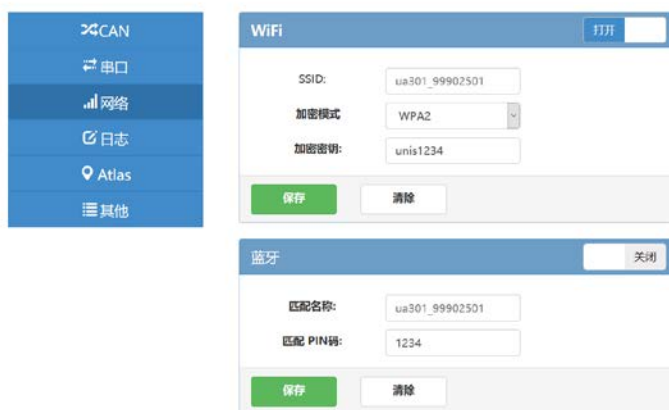 CAN
串口
网络
日志
Atlas
其他
WiFi 打开
SSID: ua301_99902501
加密模式 WPA2
加密密钥: unis1234
保存 清除
蓝牙 关闭
匹配名称: ua301_99902501
匹配 PIN码: 1234
保存 清除